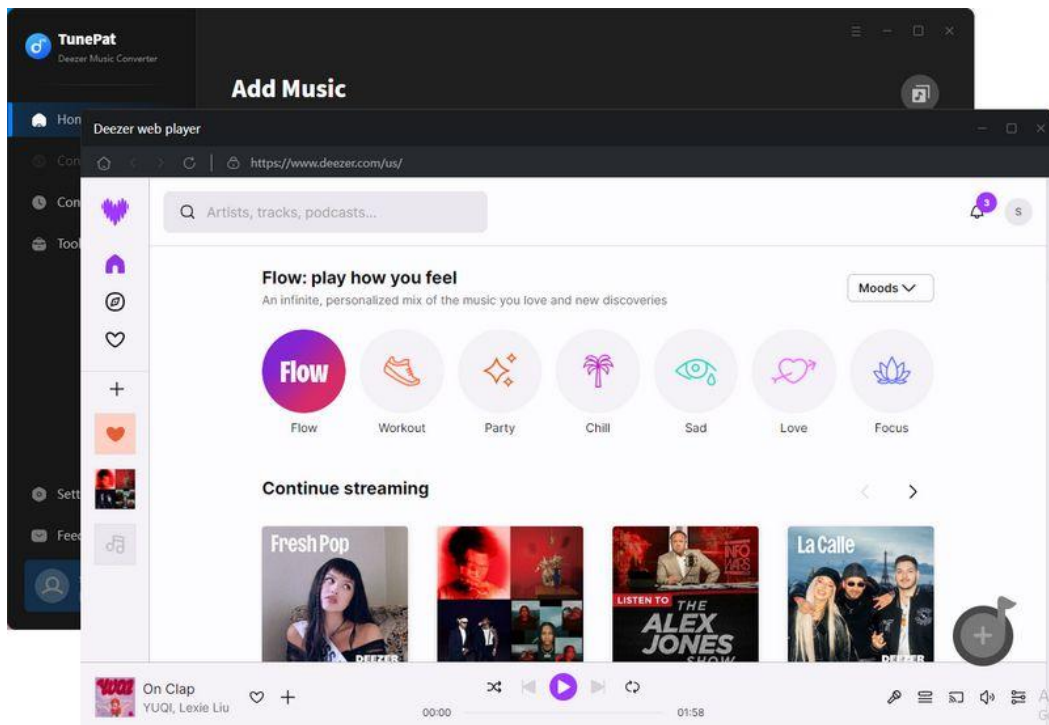 TunePat
Deezer Music Converter
Add Music
Hon
Con
Con
Tool
Sett
Feed
Deezer web player
https://www.deezer.com/us/
Artists, tracks, podcasts...
3
S
Flow: play how you feel
An infinite, personalized mix of the music you love and new discoveries
Moods
Flow
Flow
Workout
Party
Chill
Sad
Love
Focus
Continue streaming
Fresh Pop
DEEZER
INFO
WARS
LISTEN TO
THE
ALEX
JONES
SHOW
La Calle
DEEZER
YUQI
On Clap
YUQI, Lexie Liu
00:00
01:58
A
G